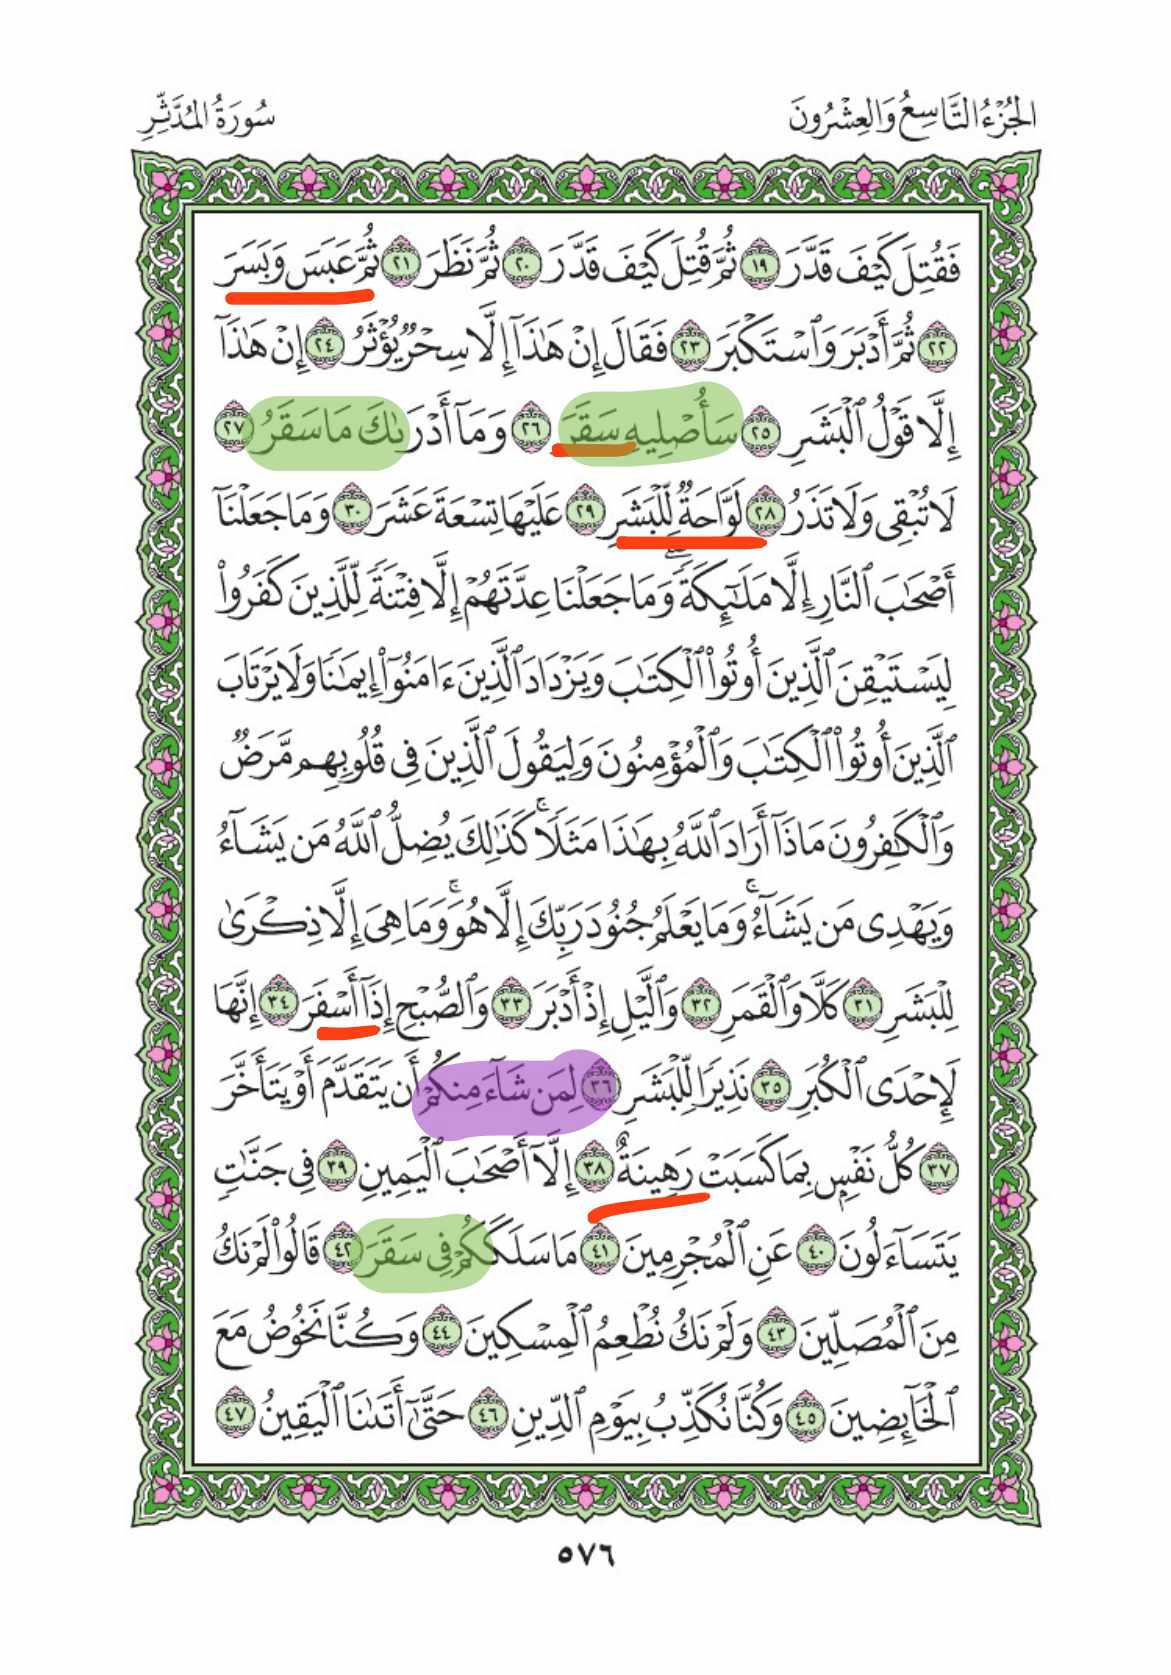 الجُزْءُ التَّاسِعُ وَالعِشْرُونَ
سُورَةُ المُدَّثِّرِ
فَقُتِلَ كَيْفَ قَدَّرَ ١٩ ثُمَّ قُتِلَ كَيْفَ قَدَّرَ ٢٠ ثُمَّ نَظَرَ ٢١ ثُمَّ عَبَسَ وَبَسَرَ
٢٢ ثُمَّ أَدْبَرَ وَٱسْتَكْبَرَ ٢٣ فَقَالَ إِنْ هَٰذَآ إِلَّا سِحْرٌ يُؤْثَرُ ٢٤ إِنْ هَٰذَآ
إِلَّا قَوْلُ ٱلْبَشَرِ ٢٥ سَأُصْلِيهِ سَقَرَ ٢٦ وَمَآ أَدْرَىٰكَ مَا سَقَرُ ٢٧
لَا تُبْقِى وَلَا تَذَرُ ٢٨ لَوَّاحَةٌ لِّلْبَشَرِ ٢٩ عَلَيْهَا تِسْعَةَ عَشَرَ ٣٠ وَمَا جَعَلْنَآ
أَصْحَٰبَ ٱلنَّارِ إِلَّا مَلَٰٓئِكَةً ۙ وَمَا جَعَلْنَا عِدَّتَهُمْ إِلَّا فِتْنَةً لِّلَّذِينَ كَفَرُوا۟
لِيَسْتَيْقِنَ ٱلَّذِينَ أُوتُوا۟ ٱلْكِتَٰبَ وَيَزْدَادَ ٱلَّذِينَ ءَامَنُوٓا۟ إِيمَٰنًا وَلَا يَرْتَابَ
ٱلَّذِينَ أُوتُوا۟ ٱلْكِتَٰبَ وَٱلْمُؤْمِنُونَ وَلِيَقُولَ ٱلَّذِينَ فِى قُلُوبِهِم مَّرَضٌ
وَٱلْكَٰفِرُونَ مَاذَآ أَرَادَ ٱللَّهُ بِهَٰذَا مَثَلًا ۚ كَذَٰلِكَ يُضِلُّ ٱللَّهُ مَن يَشَآءُ
وَيَهْدِى مَن يَشَآءُ ۚ وَمَا يَعْلَمُ جُنُودَ رَبِّكَ إِلَّا هُوَ ۚ وَمَا هِىَ إِلَّا ذِكْرَىٰ
لِلْبَشَرِ ٣١ كَلَّا وَٱلْقَمَرِ ٣٢ وَٱلَّيْلِ إِذْ أَدْبَرَ ٣٣ وَٱلصُّبْحِ إِذَآ أَسْفَرَ ٣٤ إِنَّهَا
لَإِحْدَى ٱلْكُبَرِ ٣٥ نَذِيرًا لِّلْبَشَرِ ٣٦ لِمَن شَآءَ مِنكُمْ أَن يَتَقَدَّمَ أَوْ يَتَأَخَّرَ
٣٧ كُلُّ نَفْسٍۭ بِمَا كَسَبَتْ رَهِينَةٌ ٣٨ إِلَّآ أَصْحَٰبَ ٱلْيَمِينِ ٣٩ فِى جَنَّٰتٍ
يَتَسَآءَلُونَ ٤٠ عَنِ ٱلْمُجْرِمِينَ ٤١ مَا سَلَكَكُمْ فِى سَقَرَ ٤٢ قَالُوا۟ لَمْ نَكُ
مِنَ ٱلْمُصَلِّينَ ٤٣ وَلَمْ نَكُ نُطْعِمُ ٱلْمِسْكِينَ ٤٤ وَكُنَّا نَخُوضُ مَعَ
ٱلْخَآئِضِينَ ٤٥ وَكُنَّا نُكَذِّبُ بِيَوْمِ ٱلدِّينِ ٤٦ حَتَّىٰٓ أَتَىٰنَا ٱلْيَقِينُ ٤٧
٥٧٦